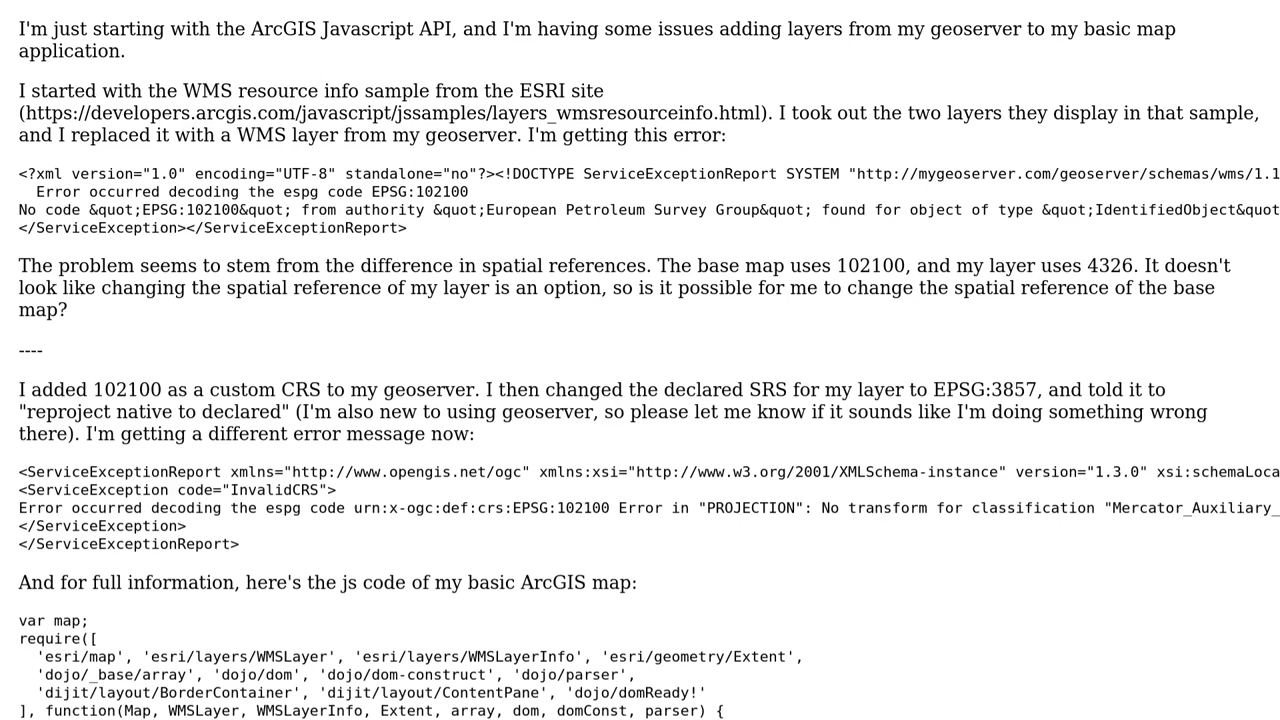 I'm just starting with the ArcGIS Javascript API, and I'm having some issues adding layers from my geoserver to my basic map
application.
I started with the WMS resource info sample from the ESRI site
(https://developers.arcgis.com/javascript/jssamples/layers_wmsresourceinfo.html). I took out the two layers they display in that sample,
and I replaced it with a WMS layer from my geoserver. I'm getting this error:
<?xml version="1.0" encoding="UTF-8" standalone="no"?><!DOCTYPE ServiceExceptionReport SYSTEM "http://mygeoserver.com/geoserver/schemas/wms/1.1
Error occurred decoding the espg code EPSG:102100
No code &quot;EPSG:102100&quot; from authority &quot;European Petroleum Survey Group&quot; found for object of type &quot;IdentifiedObject&quot
</ServiceException></ServiceExceptionReport>
The problem seems to stem from the difference in spatial references. The base map uses 102100, and my layer uses 4326. It doesn't
look like changing the spatial reference of my layer is an option, so is it possible for me to change the spatial reference of the base
map?
----
I added 102100 as a custom CRS to my geoserver. I then changed the declared SRS for my layer to EPSG:3857, and told it to
"reproject native to declared" (I'm also new to using geoserver, so please let me know if it sounds like I'm doing something wrong
there). I'm getting a different error message now:
<ServiceExceptionReport xmlns="http://www.opengis.net/ogc" xmlns:xsi="http://www.w3.org/2001/XMLSchema-instance" version="1.3.0" xsi:schemaLoca
<ServiceException code="InvalidCRS">
Error occurred decoding the espg code urn:x-ogc:def:crs:EPSG:102100 Error in "PROJECTION": No transform for classification "Mercator_Auxiliary_
</ServiceException>
</ServiceExceptionReport>
And for full information, here's the js code of my basic ArcGIS map:
var map;
require([
'esri/map', 'esri/layers/WMSLayer', 'esri/layers/WMSLayerInfo', 'esri/geometry/Extent',
'dojo/_base/array', 'dojo/dom', 'dojo/dom-construct', 'dojo/parser',
'dijit/layout/BorderContainer', 'dijit/layout/ContentPane', 'dojo/domReady!'
], function(Map, WMSLayer, WMSLayerInfo, Extent, array, dom, domConst, parser) {